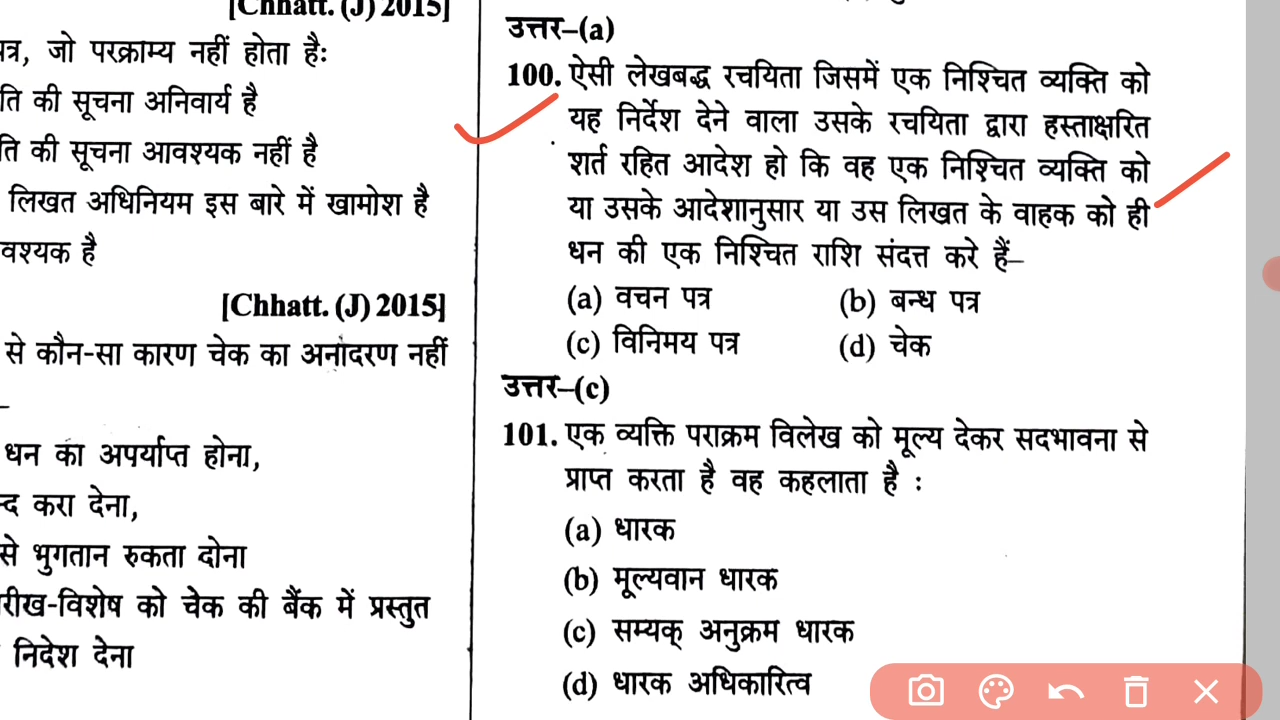 [Chhatt. (J) 2015]
पत्र, जो परक्राम्य नहीं होता हैः
ति की सूचना अनिवार्य है
ति की सूचना आवश्यक नहीं है
लिखत अधिनियम इस बारे में खामोश है
वश्यक है
[Chhatt. (J) 2015]
से कौन-सा कारण चेक का अनादरण नहीं
–
धन का अपर्याप्त होना,
न्द करा देना,
से भुगतान रुकता दोना
रीख-विशेष को चेक की बैंक में प्रस्तुत
निदेश देना
उत्तर–(a)
100. ऐसी लेखबद्ध रचयिता जिसमें एक निश्चित व्यक्ति को
यह निर्देश देने वाला उसके रचयिता द्वारा हस्ताक्षरित
शर्त रहित आदेश हो कि वह एक निश्चित व्यक्ति को
या उसके आदेशानुसार या उस लिखत के वाहक को ही
धन की एक निश्चित राशि संदत्त करे हैं–
(a) वचन पत्र (b) बन्ध पत्र
(c) विनिमय पत्र (d) चेक
उत्तर–(c)
101. एक व्यक्ति पराक्रम विलेख को मूल्य देकर सदभावना से
प्राप्त करता है वह कहलाता है :
(a) धारक
(b) मूल्यवान धारक
(c) सम्यक् अनुक्रम धारक
(d) धारक अधिकारित्व